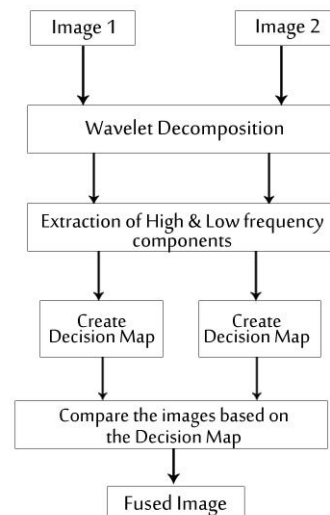 Image 1
Image 2
Wavelet Decomposition
Extraction of High & Low frequency
components
Create
Decision Map
Create
Decision Map
Compare the images based on
the Decision Map
Fused Image